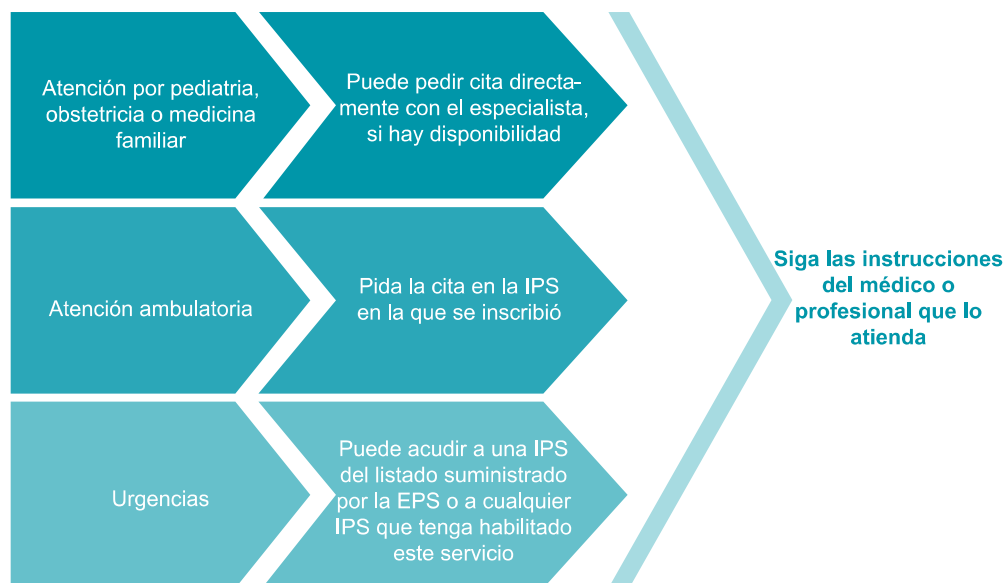 Atención por pediatria,
obstetricia o medicina
familiar
Puede pedir cita directa-
mente con el especialista,
si hay disponibilidad
Atención ambulatoria
Pida la cita en la IPS
en la que se inscribió
Urgencias
Puede acudir a una IPS
del listado suministrado
por la EPS o a cualquier
IPS que tenga habilitado
este servicio
Siga las instrucciones
del médico o
profesional que lo
atienda